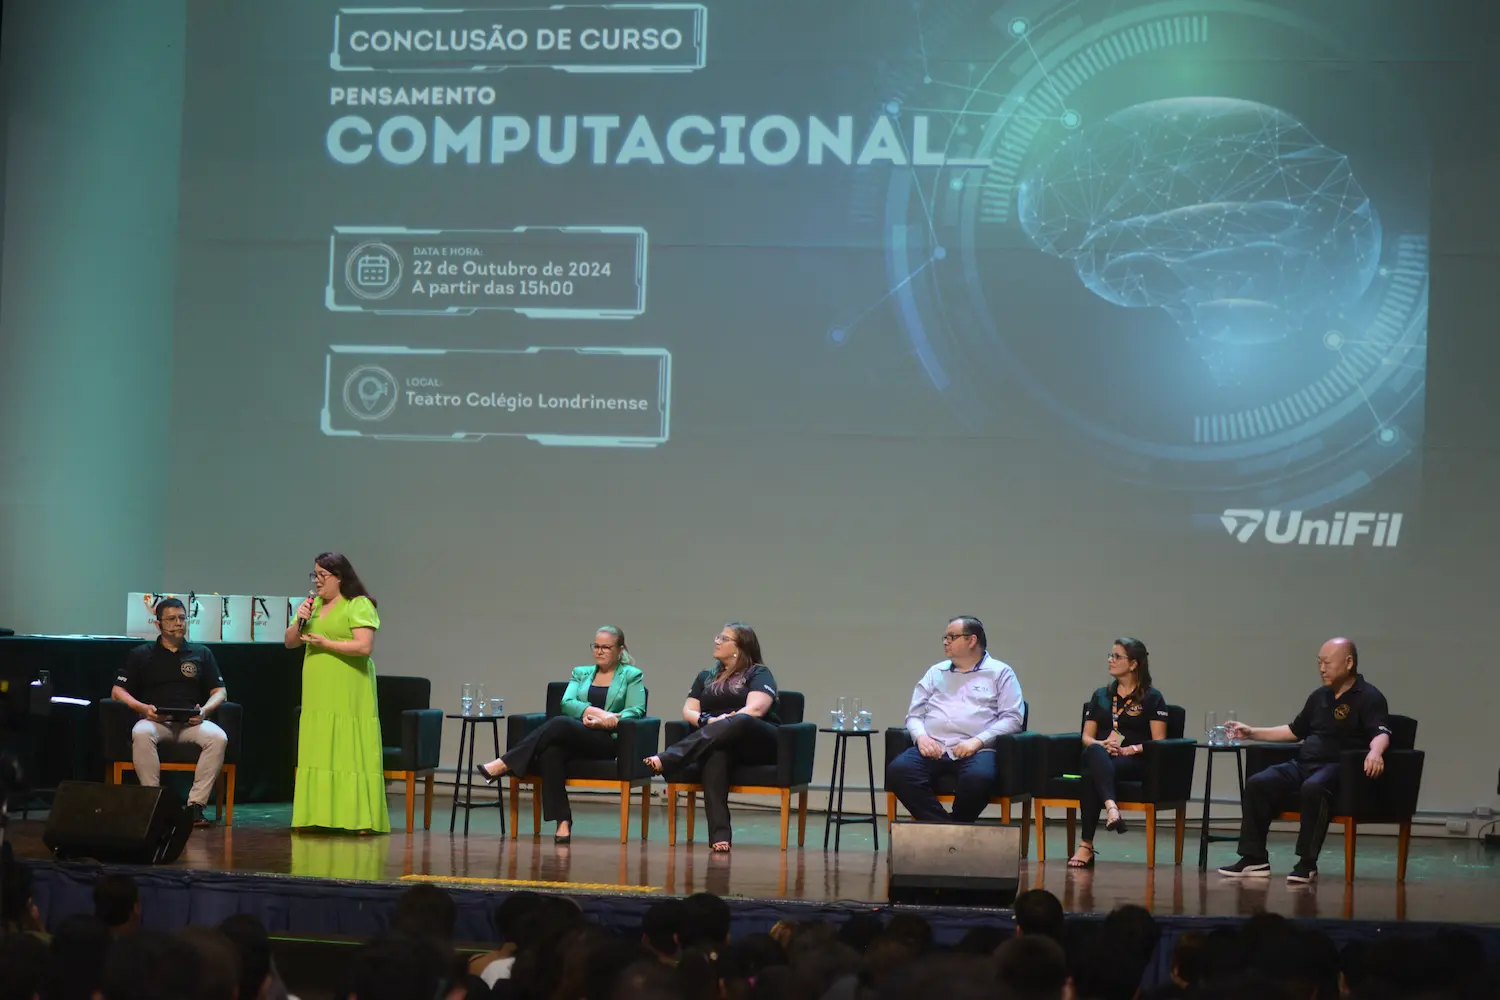 CONCLUSÃO DE CURSO
PENSAMENTO
COMPUTACIONAL_
DATA E HORA:
22 de Outubro de 2024
A partir das 15h00
LOCAL:
Teatro Colégio Londrinense
UniFil